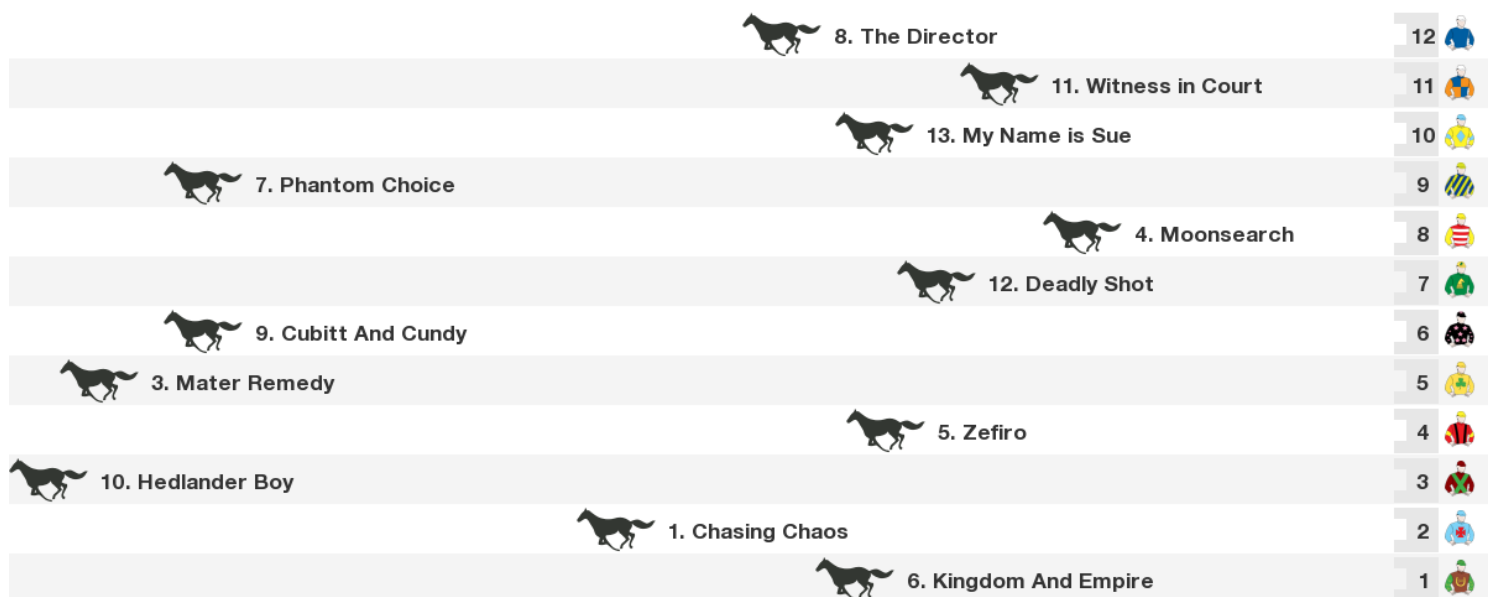 8. The Director 12
11. Witness in Court 11
13. My Name is Sue 10
7. Phantom Choice 9
4. Moonsearch 8
12. Deadly Shot 7
9. Cubitt And Cundy 6
3. Mater Remedy 5
5. Zefiro 4
10. Hedlander Boy 3
1. Chasing Chaos 2
6. Kingdom And Empire 1